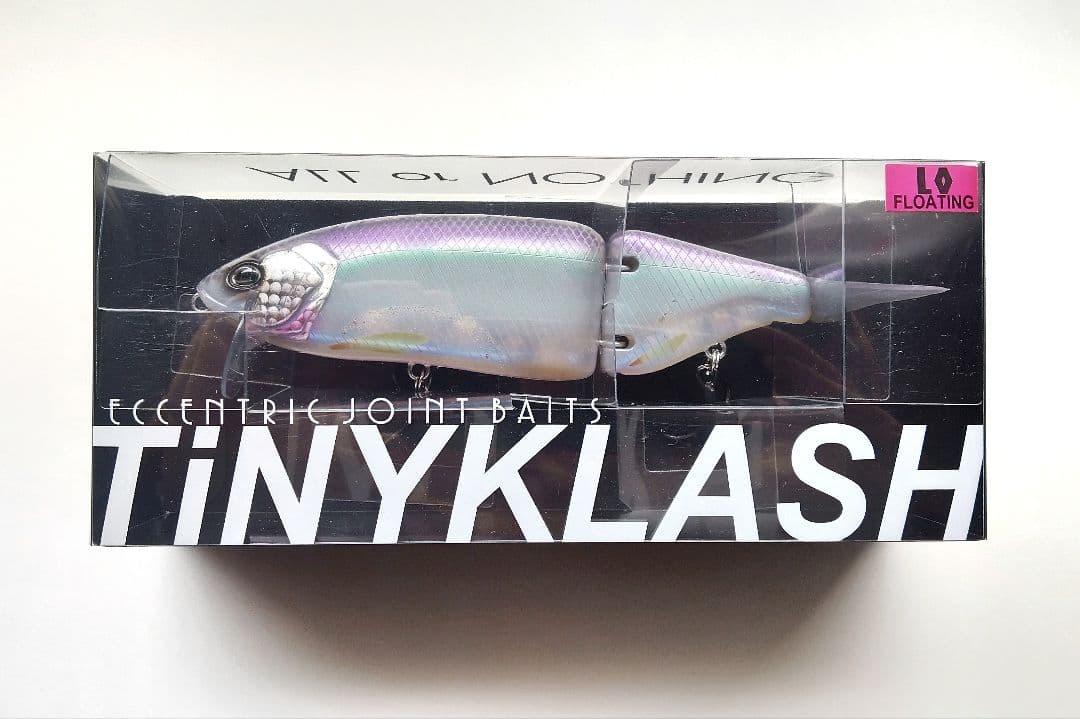 ALL or NOTHING
LO
FLOATING
ECCENTRIC JOINT BAITS
TiNYKLASH